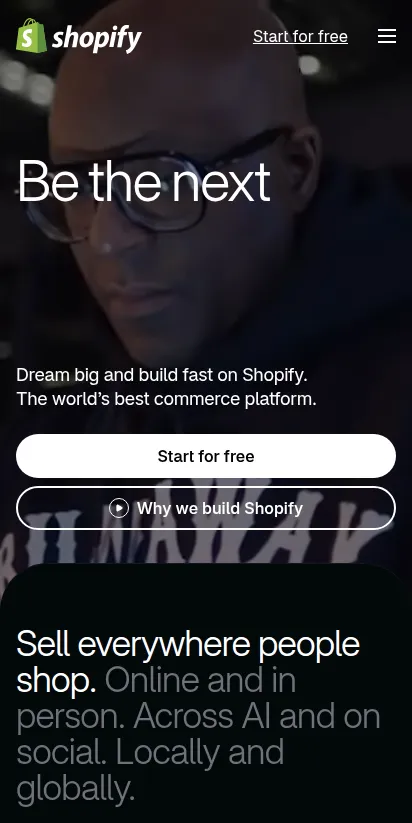 shopify
Start for free
Be the next
Dream big and build fast on Shopify.
The world's best commerce platform.
Start for free
Why we build Shopify
Sell everywhere people
shop. Online and in
person. Across AI and on
social. Locally and
globally.